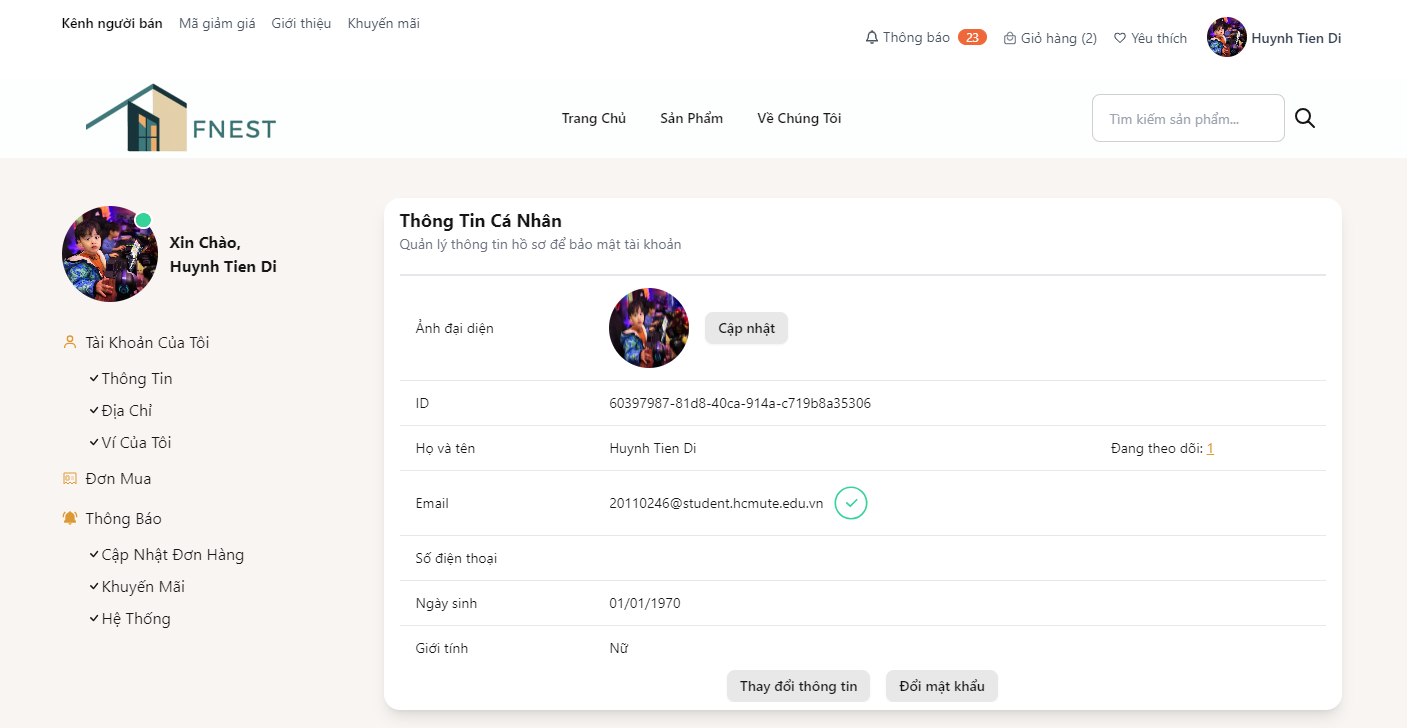 Kênh người bán Mã giảm giá Giới thiệu Khuyến mãi
Thông báo 23 Giỏ hàng (2) Yêu thích Huynh Tien Di
FNEST
Trang Chủ Sản Phẩm Về Chúng Tôi
Tìm kiếm sản phẩm...
Xin Chào,
Huynh Tien Di
Tài Khoản Của Tôi
Thông Tin
Địa Chỉ
Ví Của Tôi
Đơn Mua
Thông Báo
Cập Nhật Đơn Hàng
Khuyến Mãi
Hệ Thống
Thông Tin Cá Nhân
Quản lý thông tin hồ sơ để bảo mật tài khoản
Ảnh đại diện Cập nhật
ID 60397987-81d8-40ca-914a-c719b8a35306
Họ và tên Huynh Tien Di Đang theo dõi: 1
Email 20110246@student.hcmute.edu.vn
Số điện thoại
Ngày sinh 01/01/1970
Giới tính Nữ
Thay đổi thông tin Đổi mật khẩu